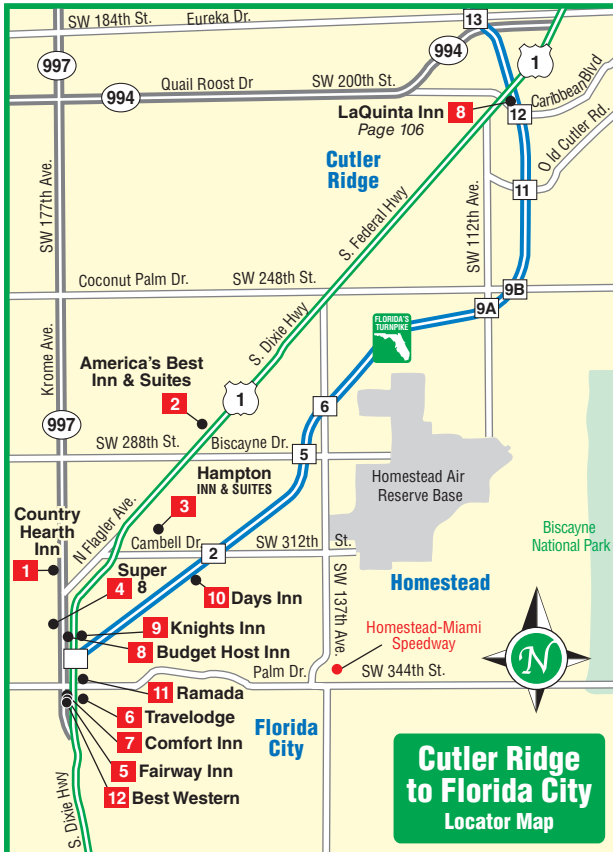 SW 184th St.
Eureka Dr.
13
997
994
1
Quail Roost Dr
SW 200th St.
994
LaQuinta Inn
8
Page 106
12
Caribbean Blvd
Old Cutler Rd.
Cutler
Ridge
11
SW 177th Ave.
S. Federal Hwy
SW 112th Ave.
Coconut Palm Dr.
SW 248th St.
9B
9A
FLORIDA'S
TURNPIKE
S. Dixie Hwy
Krome Ave.
America's Best
Inn & Suites
2
1
6
997
SW 288th St.
Biscayne Dr.
5
Hampton
INN & SUITES
3
Homestead Air
Reserve Base
N Flagler Ave.
Country
Hearth
Inn
1
Cambell Dr.
2
SW 312th St.
Biscayne
National Park
Super
8
4
10 Days Inn
Homestead
SW 137th Ave.
9 Knights Inn
8 Budget Host Inn
Homestead-Miami
Speedway
N
Palm Dr.
SW 344th St.
11 Ramada
6 Travelodge
7 Comfort Inn
5 Fairway Inn
12 Best Western
Florida
City
S. Dixie Hwy
Cutler Ridge
to Florida City
Locator Map